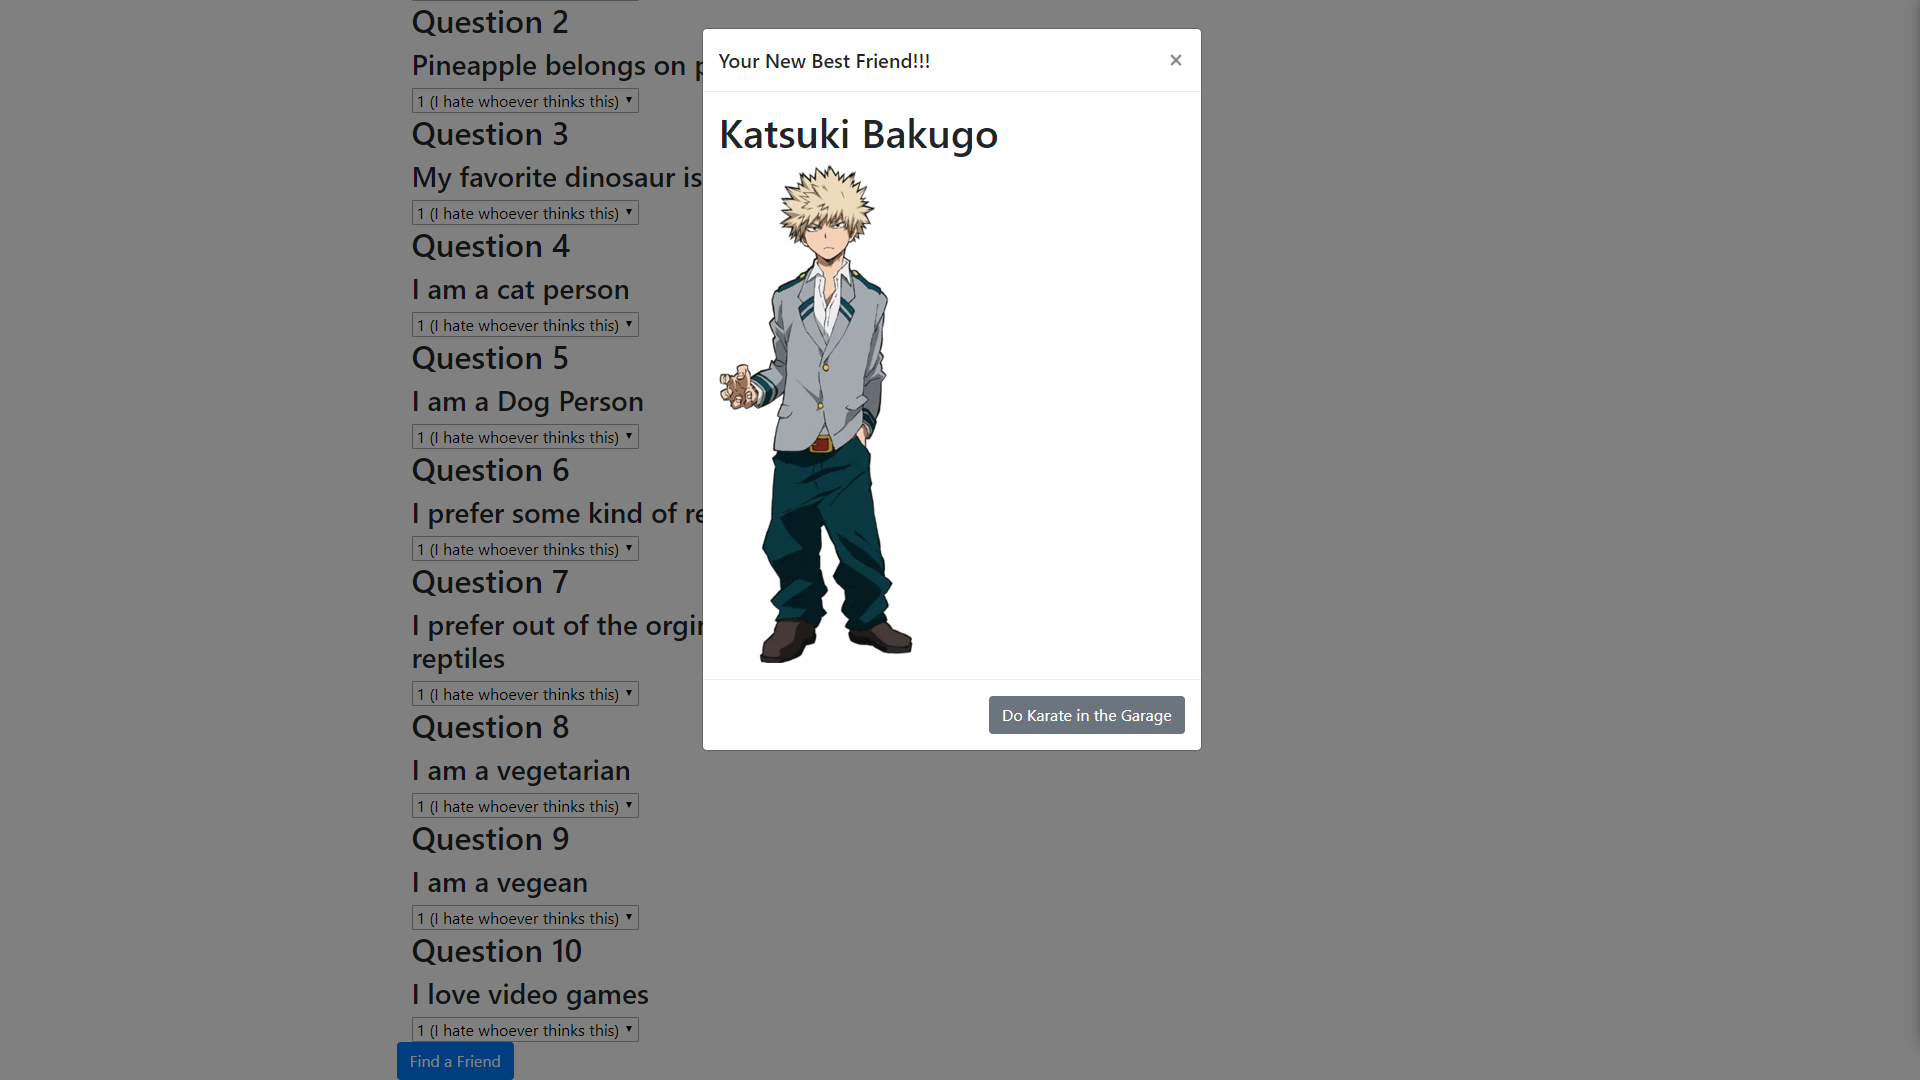 Question 2
Pineapple belongs on
1 (I hate whoever thinks this)
Question 3
My favorite dinosaur is
1 (I hate whoever thinks this)
Question 4
I am a cat person
1 (I hate whoever thinks this)
Question 5
I am a Dog Person
1 (I hate whoever thinks this)
Question 6
I prefer some kind of
1 (I hate whoever thinks this)
Question 7
I prefer out of the
reptiles
1 (I hate whoever thinks this)
Question 8
I am a vegetarian
1 (I hate whoever thinks this)
Question 9
I am a vegean
1 (I hate whoever thinks this)
Question 10
I love video games
1 (I hate whoever thinks this)
Find a Friend
Your New Best Friend!!!
×
Katsuki Bakugo
Do Karate in the Garage